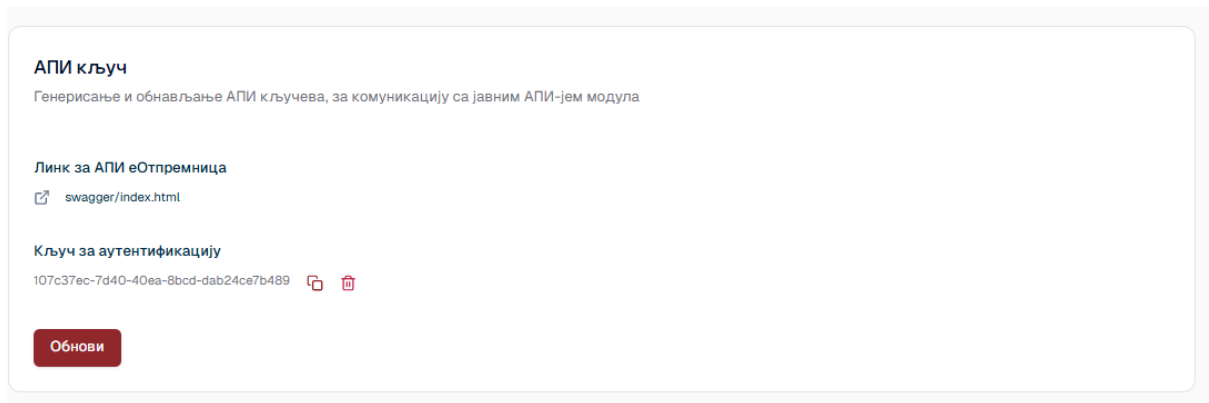 АПИ кључ
Генерисање и обнављање АПИ кључева, за комуникацију са јавним АПИ-јем модула
Линк за АПИ еОтпремница
swagger/index.html
Кључ за аутентификацију
107c37ec-7d40-40ea-8bcd-dab24ce7b489
Обнови